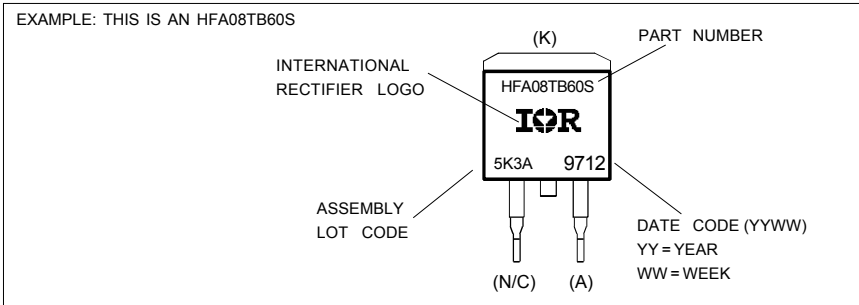 EXAMPLE: THIS IS AN HFA08TB60S
(K)
PART NUMBER
INTERNATIONAL
RECTIFIER LOGO
HFA08TB60S
IOR
5K3A 9712
ASSEMBLY
LOT CODE
DATE CODE (YYWW)
YY = YEAR
WW = WEEK
(N/C) (A)